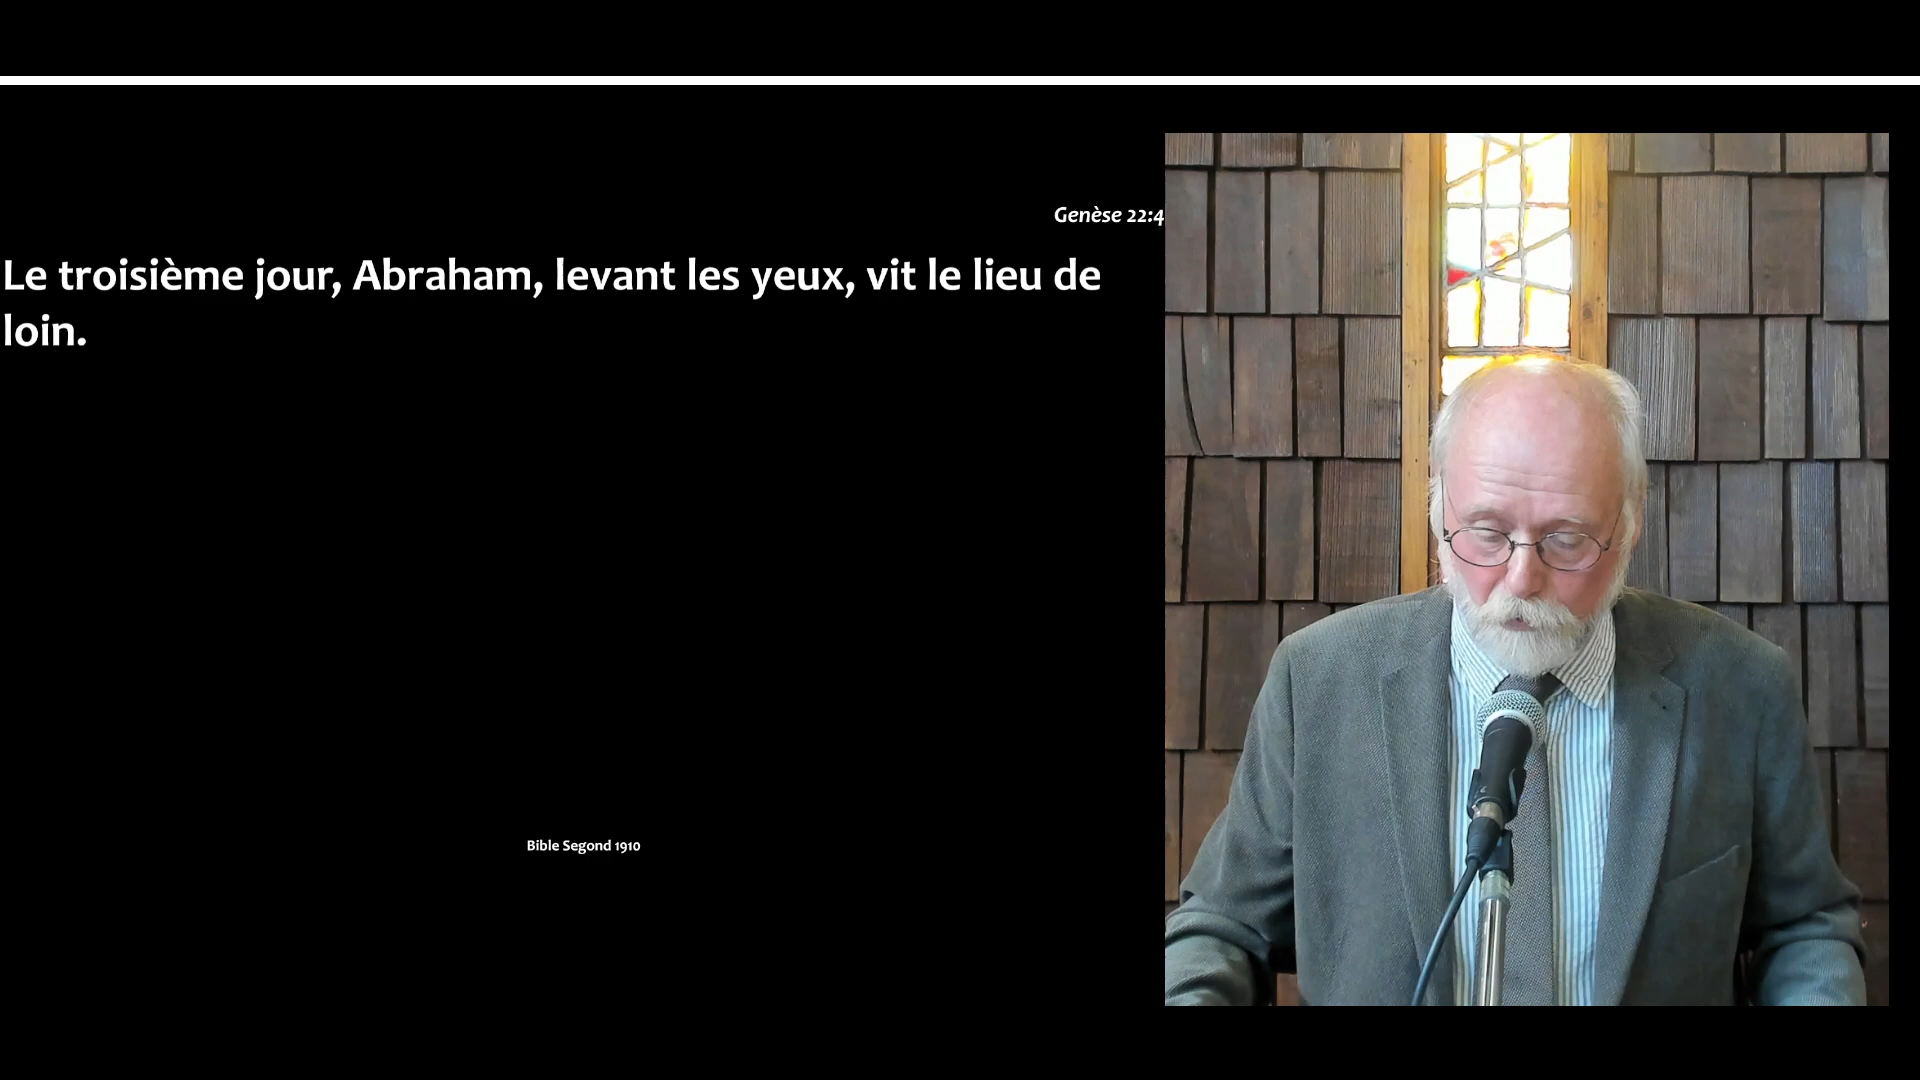 Genèse 22:4
Le troisième jour, Abraham, levant les yeux, vit le lieu de
loin.
Bible Segond 1910